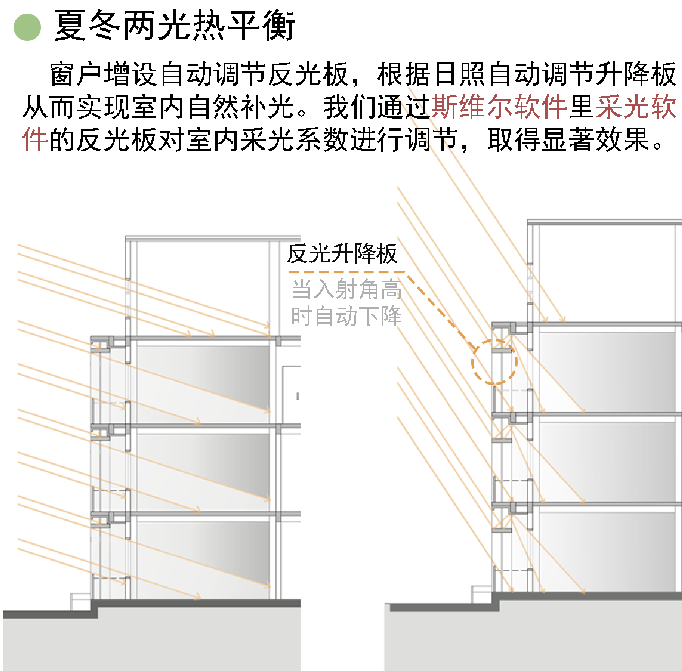 夏冬两光热平衡
窗户增设自动调节反光板，根据日照自动调节升降板
从而实现室内自然补光。我们通过斯维尔软件里采光软
件的反光板对室内采光系数进行调节，取得显著效果。
反光升降板
当入射角高
时自动下降